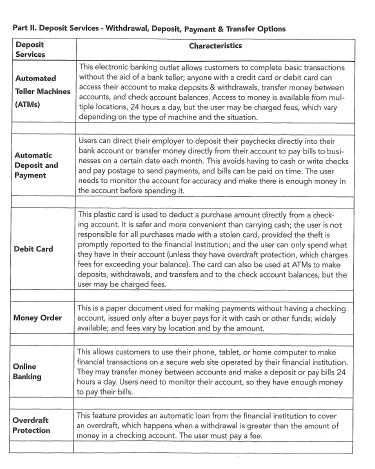 Part II. Deposit Services - Withdrawal, Deposit, Payment & Transfer Options
Deposit
Services
Characteristics
Automated
Teller Machines
(ATMs)
This electronic banking outlet allows customers to complete basic transactions
without the aid of a bank teller; anyone with a credit card or debit card can
access their account to make deposits & withdrawals, transfer money between
accounts, and check account balances. Access to money is available from mul-
tiple locations, 24 hours a day, but the user may be charged fees, which vary
depending on the type of machine and the situation.
Automatic
Deposit and
Payment
Users can direct their employer to deposit their paychecks directly into their
bank account or transfer money directly from their account to pay bills to busi-
nesses on a certain date each month. This avoids having to cash or write checks
and pay postage to send payments, and bills can be paid on time. The user
needs to monitor the account for accuracy and make there is enough money in
the account before spending it.
Debit Card
This plastic card is used to deduct a purchase amount directly from a check-
ing account. It is safer and more convenient than carrying cash; the user is not
responsible for all purchases made with a stolen card, provided the theft is
promptly reported to the financial institution; and the user can only spend what
they have in their account (unless they have overdraft protection, which charges
fees for exceeding your balance). The card can also be used at ATMs to make
deposits, withdrawals, and transfers and to the check account balances, but the
user may be charged fees.
Money Order
This is a paper document used for making payments without having a checking
account, issued only after a buyer pays for it with cash or other funds; widely
available; and fees vary by location and by the amount.
Online
Banking
This allows customers to use their phone, tablet, or home computer to make
financial transactions on a secure web site operated by their financial institution.
They may transfer money between accounts and make a deposit or pay bills 24
hours a day. Users need to monitor their account, so they have enough money
to pay their bills.
Overdraft
Protection
This feature provides an automatic loan from the financial institution to cover
an overdraft, which happens when a withdrawal is greater than the amount of
money in a checking account. The user must pay a fee.